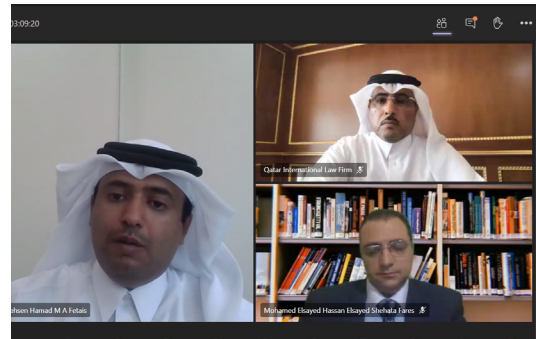 03:09:20
Qatar International Law Firm
ehsen Hamad M A Fetais
Mohamed Elsayed Hassan Elsayed Shehata Fares